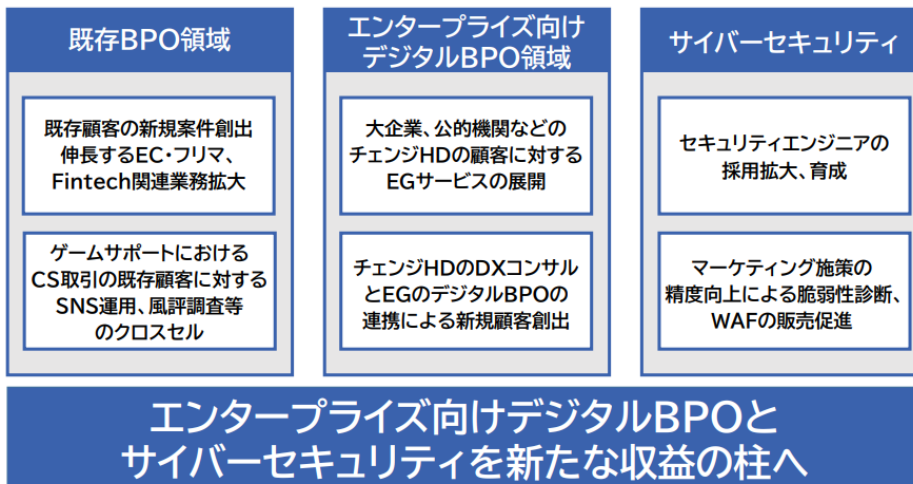 既存BPO領域
既存顧客の新規案件創出
伸長するEC・フリマ、
Fintech関連業務拡大
ゲームサポートにおける
CS取引の既存顧客に対する
SNS運用、風評調査等
のクロスセル
エンタープライズ向け
デジタルBPO領域
大企業、公的機関などの
チェンジHDの顧客に対する
EGサービスの展開
チェンジHDのDXコンサル
とEGのデジタルBPOの
連携による新規顧客創出
サイバーセキュリティ
セキュリティエンジニアの
採用拡大、育成
マーケティング施策の
精度向上による脆弱性診断、
WAFの販売促進
エンタープライズ向けデジタルBPOと
サイバーセキュリティを新たな収益の柱へ